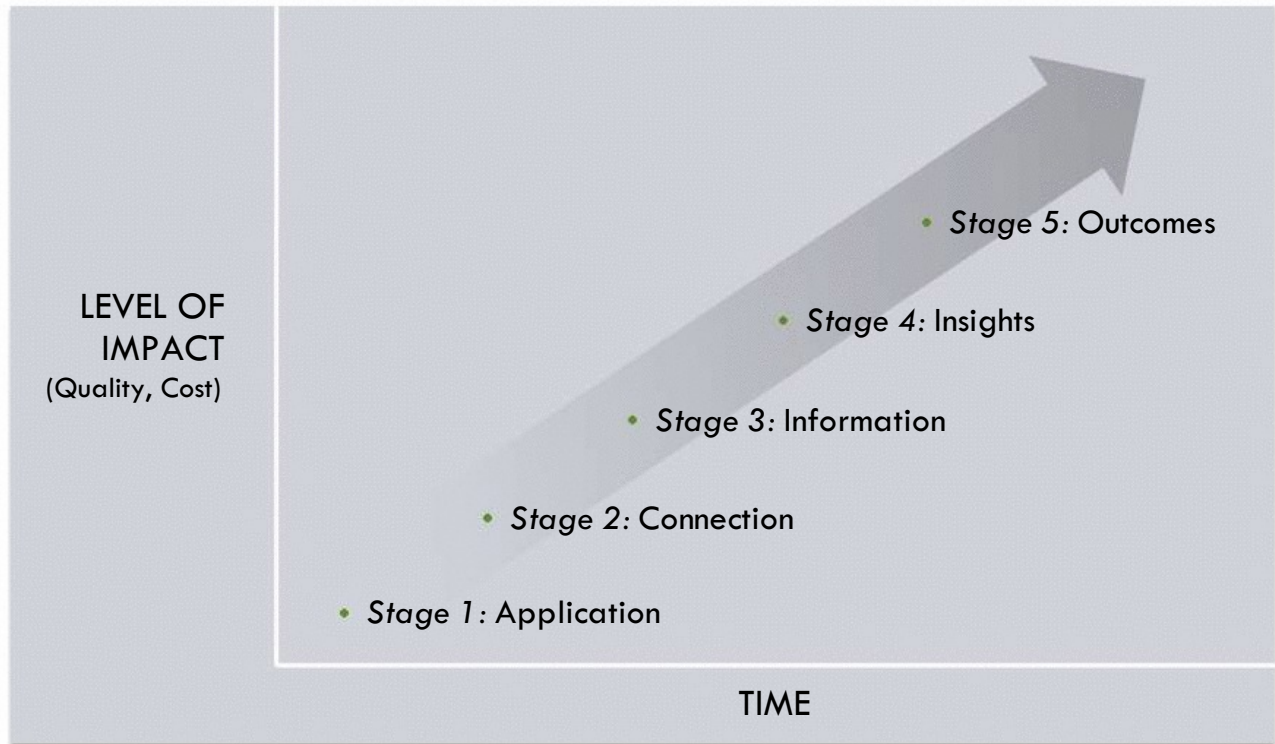 Stage 5: Outcomes
LEVEL OF
IMPACT
(Quality, Cost)
Stage 4: Insights
Stage 3: Information
Stage 2: Connection
Stage 1: Application
TIME